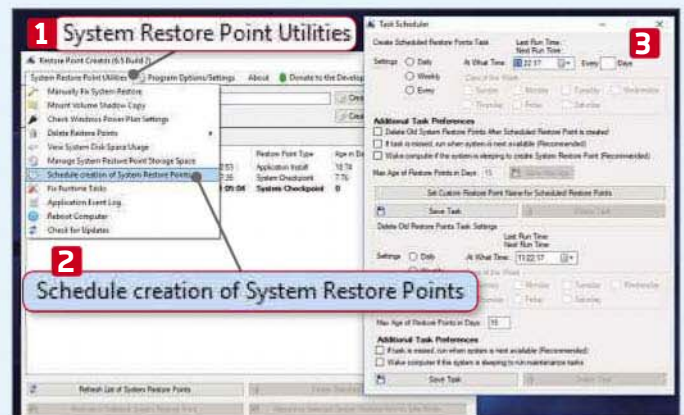 1 System Restore Point Utilities
Restore Point Creator (6.5 Build 7)
System Restore Point Utilities Program Options/Settings About Donate to the Develop
Manually Fix System Restore
Mount Volume Shadow Copy
Check Windows Power Plan Settings
Delete Restore Points
View System Disk Space Usage
Manage System Restore Point Storage Space
Schedule creation of System Restore Points
Fix Runtime Tasks
Application Event Log
Reboot Computer
Check for Updates
Restore Point Type Age in Da
Application Install
System Checkpoint
System Checkpoint 0
2
Schedule creation of System Restore Points
Refresh List of System Restore Points
3
Task Scheduler
Create Scheduled Restore Points Task
Last Run Time:
Next Run Time:
Settings Daily At What Time: Every Days
Weekly Days of the Week
Every Sunday Monday Tuesday Wednesday
Thursday Friday Saturday
Additional Task Preferences
Delete Old System Restore Points After Scheduled Restore Point is created
If task is missed, run when system is next available (Recommended)
Wake computer if the system is sleeping to create System Restore Point (Recommended)
Max Age of Restore Points in Days: 15
Set Custom Restore Point Name for Scheduled Restore Points
Save Task Delete Task
Delete Old Restore Points Task Settings
Last Run Time:
Next Run Time:
Settings Daily At What Time: 11:22:17
Monday Tuesday Wednesday
Friday Saturday
Max Age of Restore Points in Days: 15
Additional Task Preferences
If task is missed, run when system is next available (Recommended)
Wake computer if the system is sleeping to run maintenance tasks
Save Task Delete Task